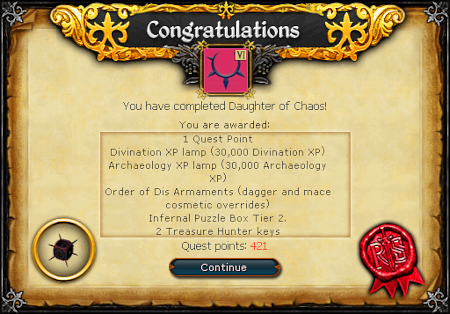 Congratulations
VI
You have completed Daughter of Chaos!
You are awarded:
1 Quest Point
Divination XP lamp (30,000 Divination XP)
Archaeology XP lamp (30,000 Archaeology
XP)
Order of Dis Armaments (dagger and mace
cosmetic overrides)
Infernal Puzzle Box Tier 2.
2 Treasure Hunter keys
Quest points: 421
Continue
RS